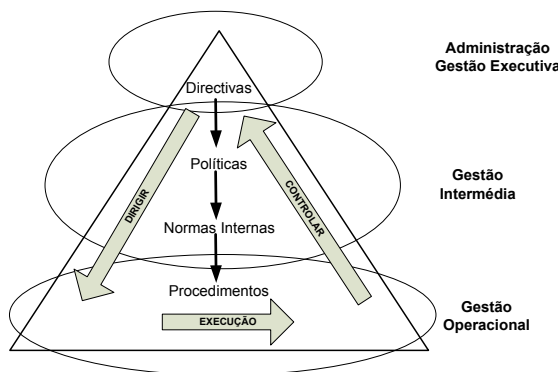 Administração
Gestão Executiva
Directivas
Políticas
DIRIGIR
CONTROLAR
Gestão
Intermédia
Normas Internas
Procedimentos
EXECUÇÃO
Gestão
Operacional